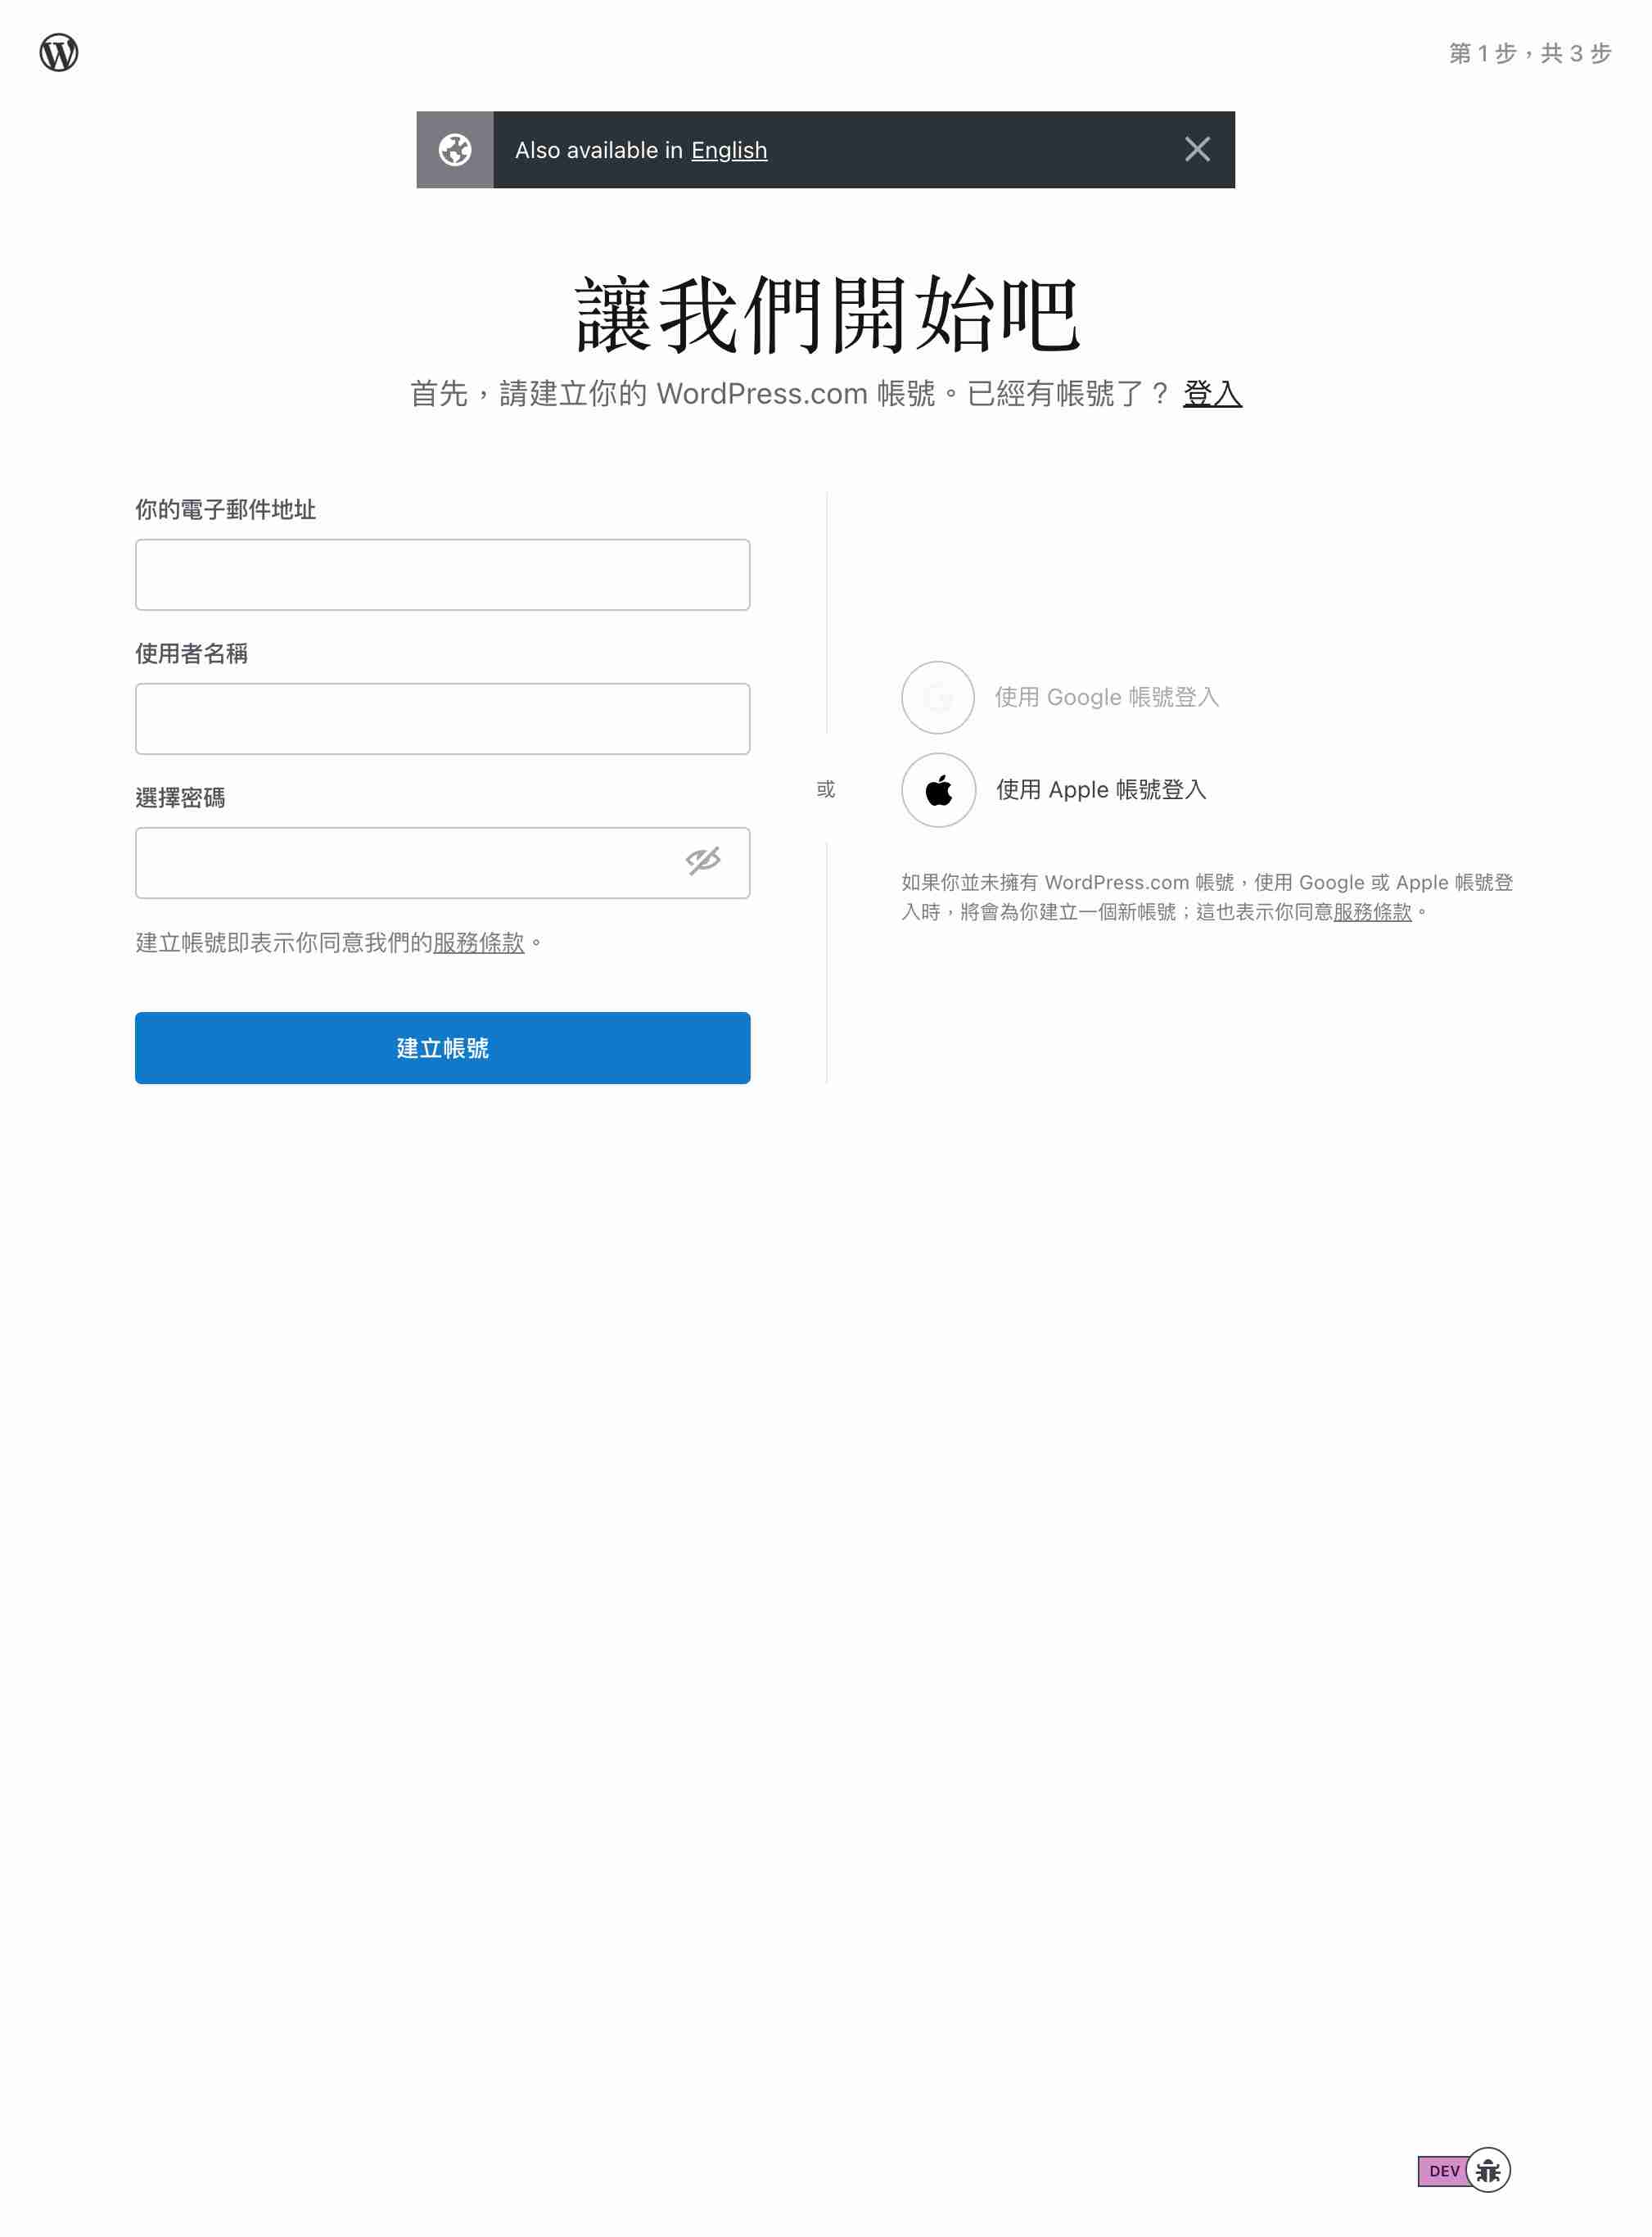 第 1 步，共 3 步
Also available in English
讓我們開始吧
首先，請建立你的 WordPress.com 帳號。已經有帳號了？ 登入
你的電子郵件地址
使用者名稱
選擇密碼
建立帳號即表示你同意我們的服務條款。
建立帳號
或
使用 Google 帳號登入
使用 Apple 帳號登入
如果你並未擁有 WordPress.com 帳號，使用 Google 或 Apple 帳號登
入時，將會為你建立一個新帳號；這也表示你同意服務條款。
DEV